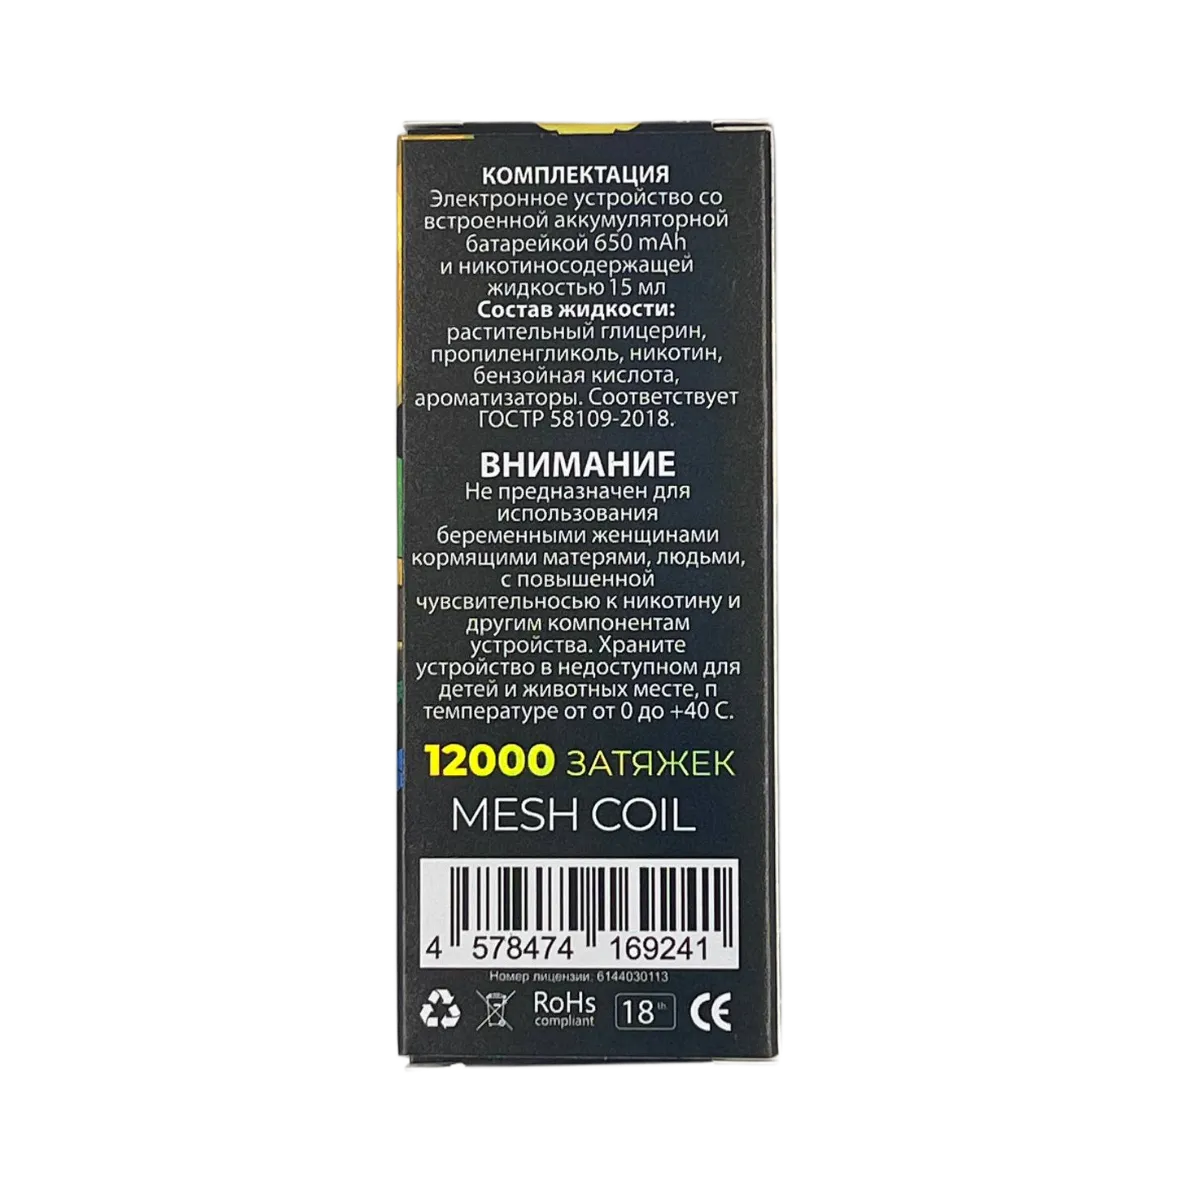 КОМПЛЕКТАЦИЯ
Электронное устройство со
встроенной аккумуляторной
батарейкой 650 mAh
и никотиносодержащей
жидкостью 15 мл
Состав жидкости:
растительный глицерин,
пропиленгликоль, никотин,
бензойная кислота,
ароматизаторы. Соответствует
ГОСТР 58109-2018.
ВНИМАНИЕ
Не предназначен для
использования
беременными женщинами
кормящими матерями, людьми,
с повышенной
чувсвительносью к никотину и
другим компонентам
устройства. Храните
устройство в недоступном для
детей и животных месте, п
температуре от от 0 до +40 С.
12000 ЗАТЯЖЕК
MESH COIL
4 578474 169241
Номер лицензии: 6144030113
RoHs
compliant
18 th
CE